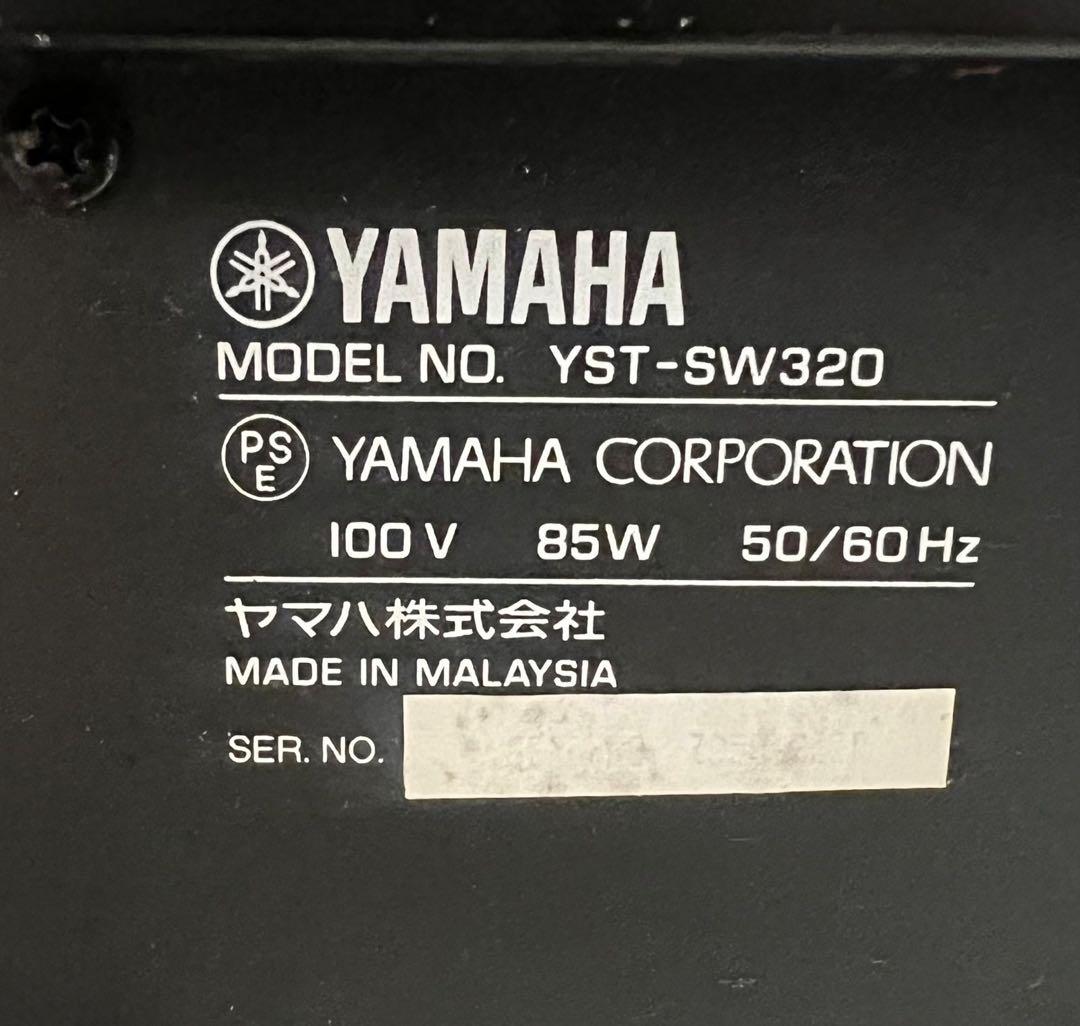 YAMAHA
MODEL NO. YST-SW320
PSE YAMAHA CORPORATION
100V 85W 50/60Hz
ヤマハ株式会社
MADE IN MALAYSIA
SER. NO.